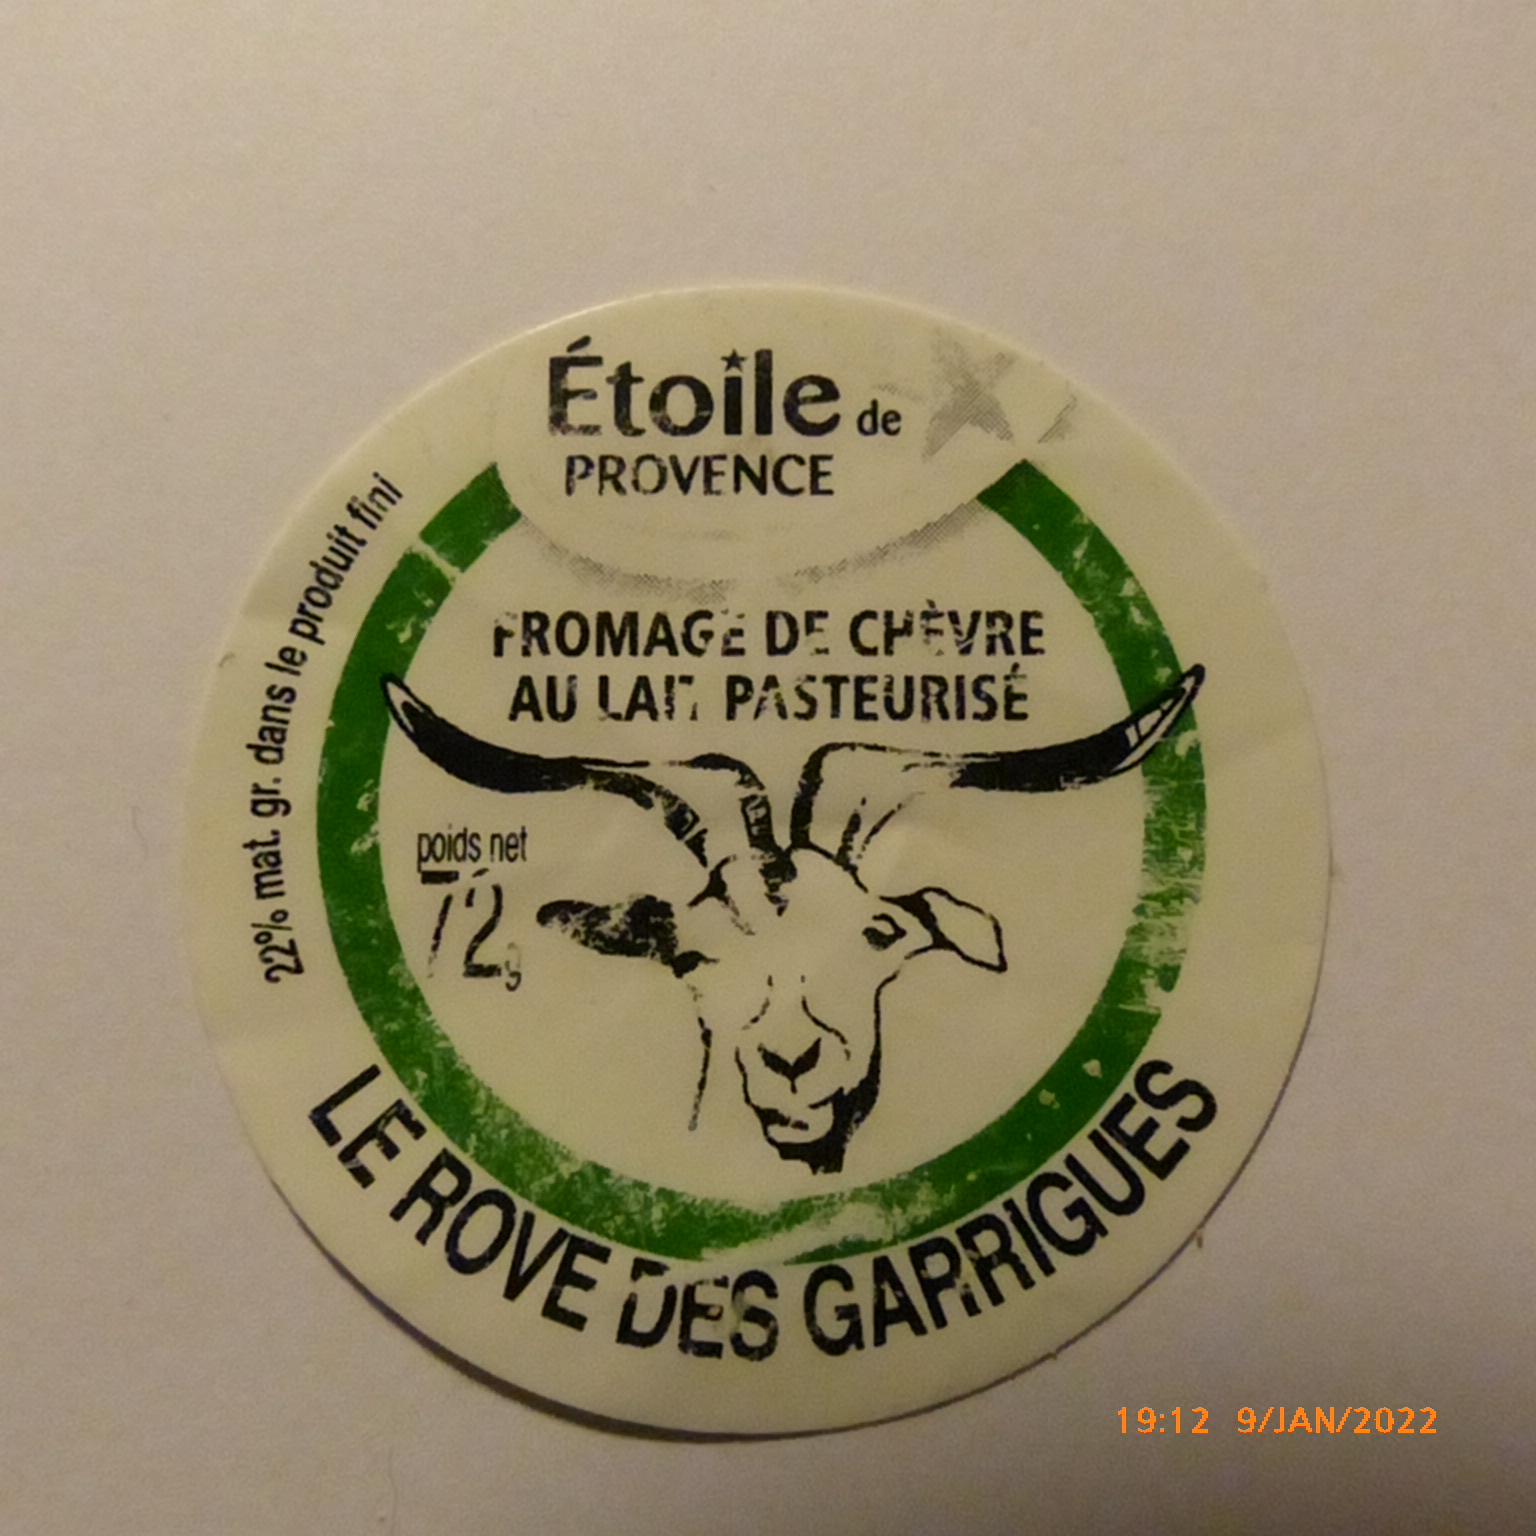 Étoile de
PROVENCE
FROMAGE DE CHÈVRE
AU LAIT PASTEURISÉ
22% mat. gr. dans le produit fini
poids net
72g
LE ROVE DES GARRIGUES
19:12 9/JAN/2022